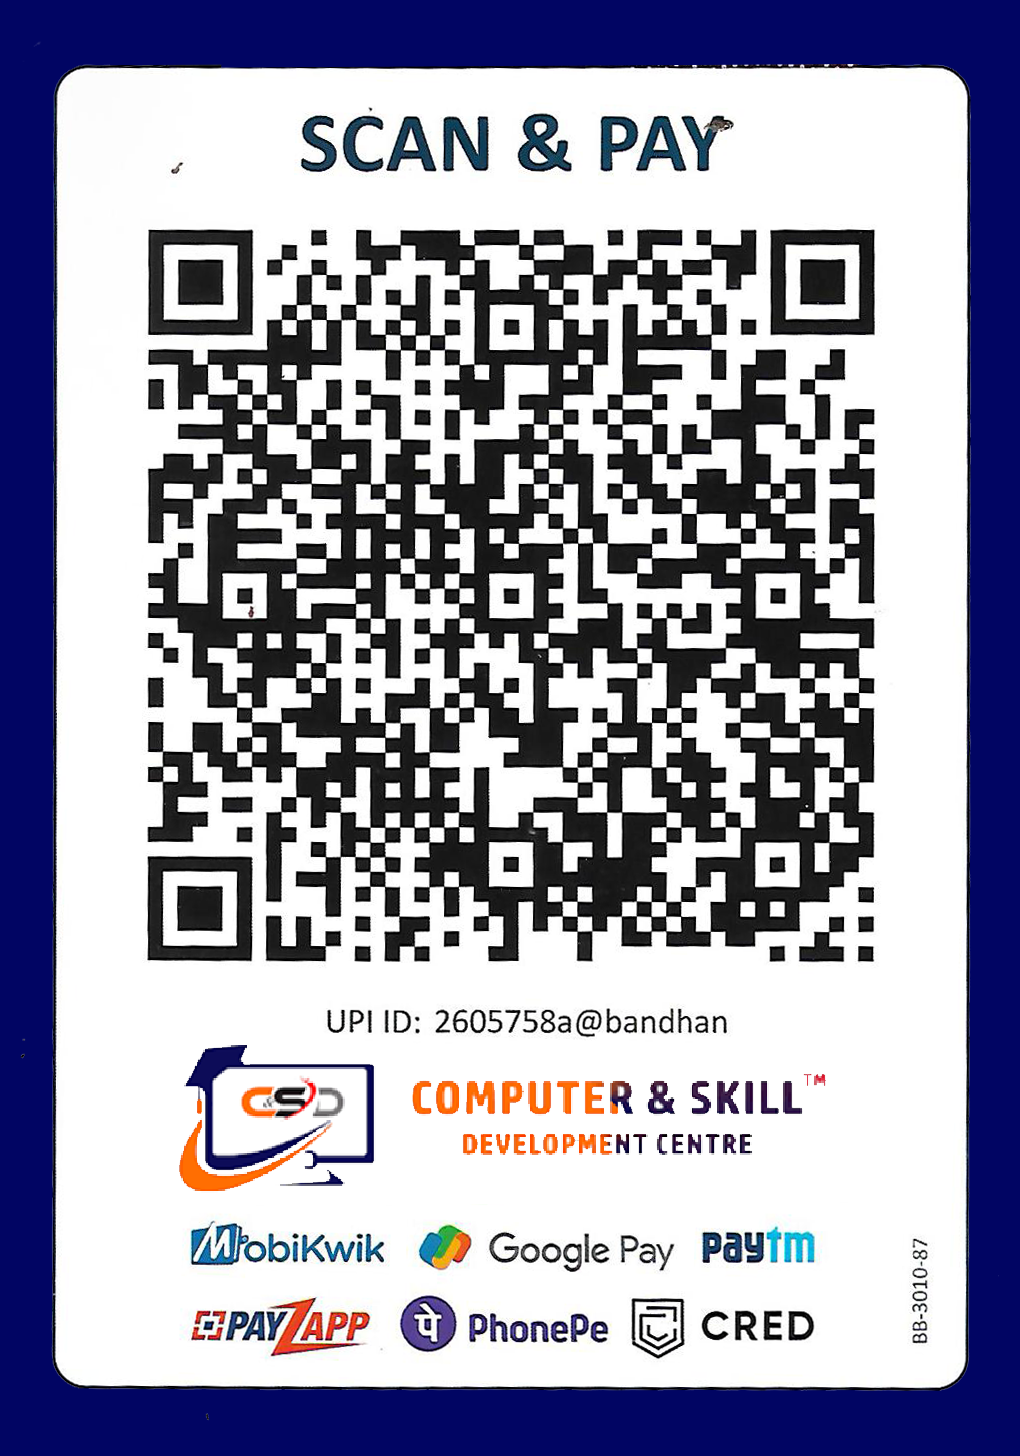 SCAN & PAY
UPI ID: 2605758a@bandhan
C&SD
COMPUTER & SKILL™
DEVELOPMENT CENTRE
MobiKwik
Google Pay
paytm
PAYZAPP
पे PhonePe
CRED
BB-3010-87